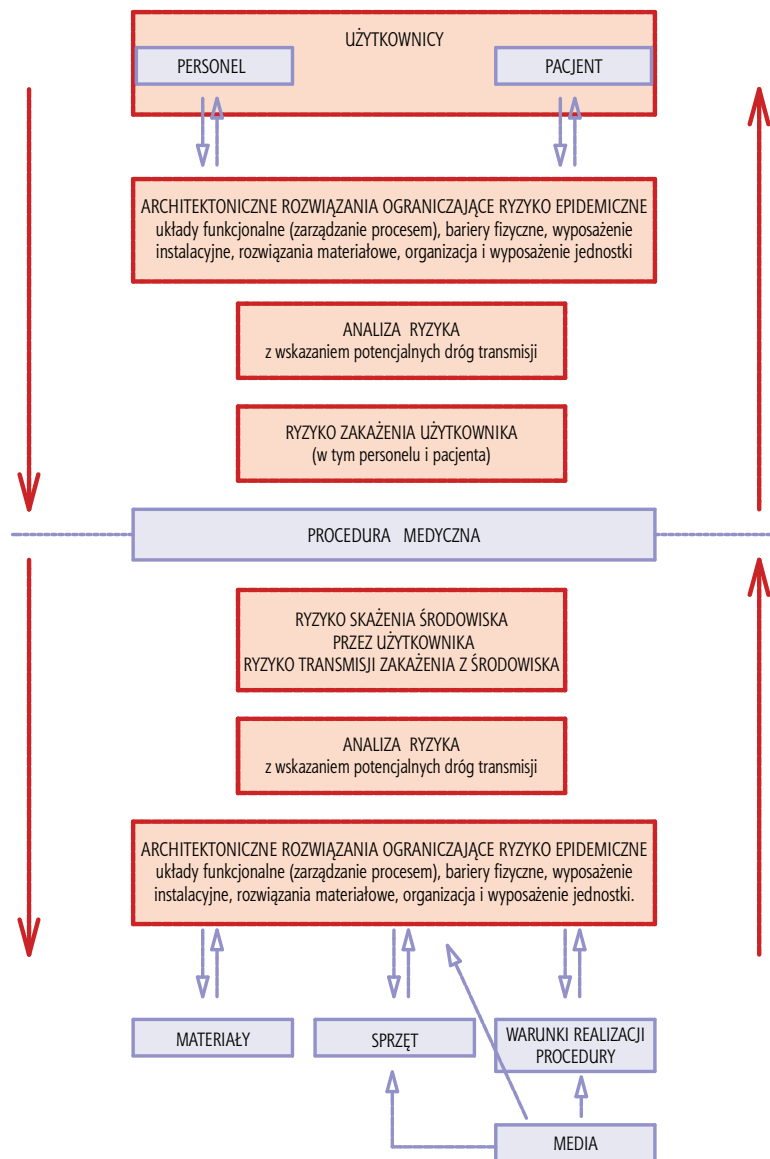 UŻYTKOWNICY
PERSONEL
PACJENT
ARCHITEKTONICZNE ROZWIĄZANIA OGRANICZAJĄCE RYZYKO EPIDEMICZNE
układy funkcjonalne (zarządzanie procesem), bariery fizyczne, wyposażenie
instalacyjne, rozwiązania materiałowe, organizacja i wyposażenie jednostki
ANALIZA RYZYKA
z wskazaniem potencjalnych dróg transmisji
RYZYKO ZAKAŻENIA UŻYTKOWNIKA
(w tym personelu i pacjenta)
PROCEDURA MEDYCZNA
RYZYKO SKAŻENIA ŚRODOWISKA
PRZEZ UŻYTKOWNIKA
RYZYKO TRANSMISJI ZAKAŻENIA Z ŚRODOWISKA
ANALIZA RYZYKA
z wskazaniem potencjalnych dróg transmisji
ARCHITEKTONICZNE ROZWIĄZANIA OGRANICZAJĄCE RYZYKO EPIDEMICZNE
układy funkcjonalne (zarządzanie procesem), bariery fizyczne, wyposażenie
instalacyjne, rozwiązania materiałowe, organizacja i wyposażenie jednostki.
MATERIAŁY
SPRZĘT
WARUNKI REALIZACJI
PROCEDURY
MEDIA